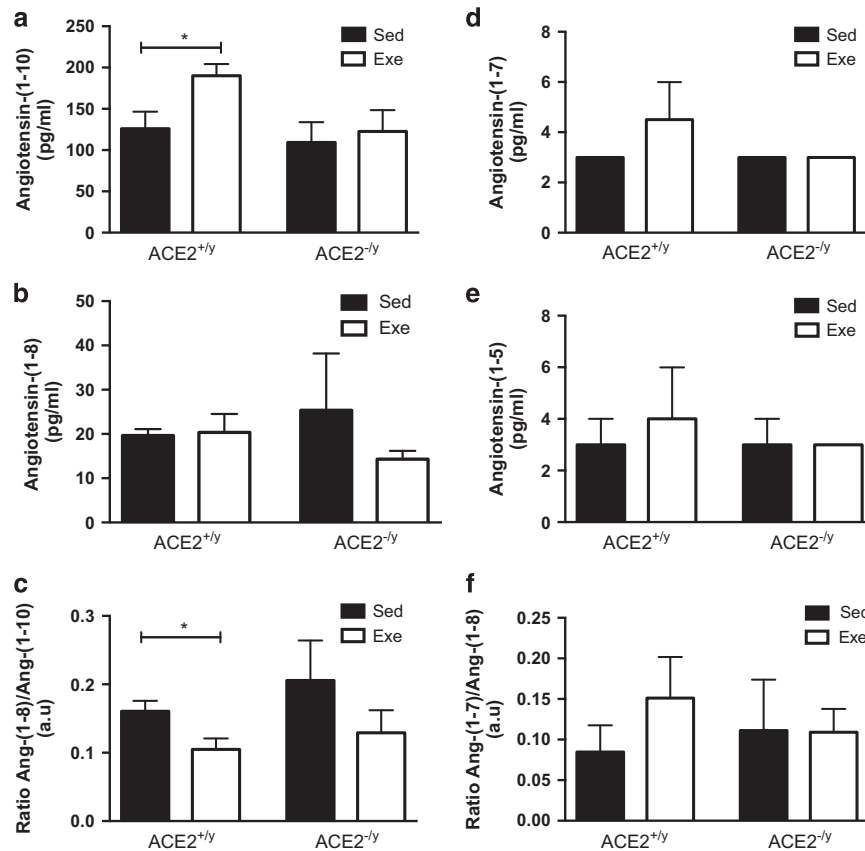 a
*
Sed
Exe
Angiotensin-(1-10)
(pg/ml)
250
200
150
100
50
0
ACE2+/y
ACE2-/y
b
Sed
Exe
Angiotensin-(1-8)
(pg/ml)
50
40
30
20
10
0
ACE2+/y
ACE2-/y
c
*
Sed
Exe
Ratio Ang-(1-8)/Ang-(1-10)
(a.u)
0.3
0.2
0.1
0.0
ACE2+/y
ACE2-/y
d
Sed
Exe
Angiotensin-(1-7)
(pg/ml)
8
6
4
2
0
ACE2+/y
ACE2-/y
e
Sed
Exe
Angiotensin-(1-5)
(pg/ml)
8
6
4
2
0
ACE2+/y
ACE2-/y
f
Sed
Exe
Ratio Ang-(1-7)/Ang-(1-8)
(a.u)
0.25
0.20
0.15
0.10
0.05
0.00
ACE2+/y
ACE2-/y